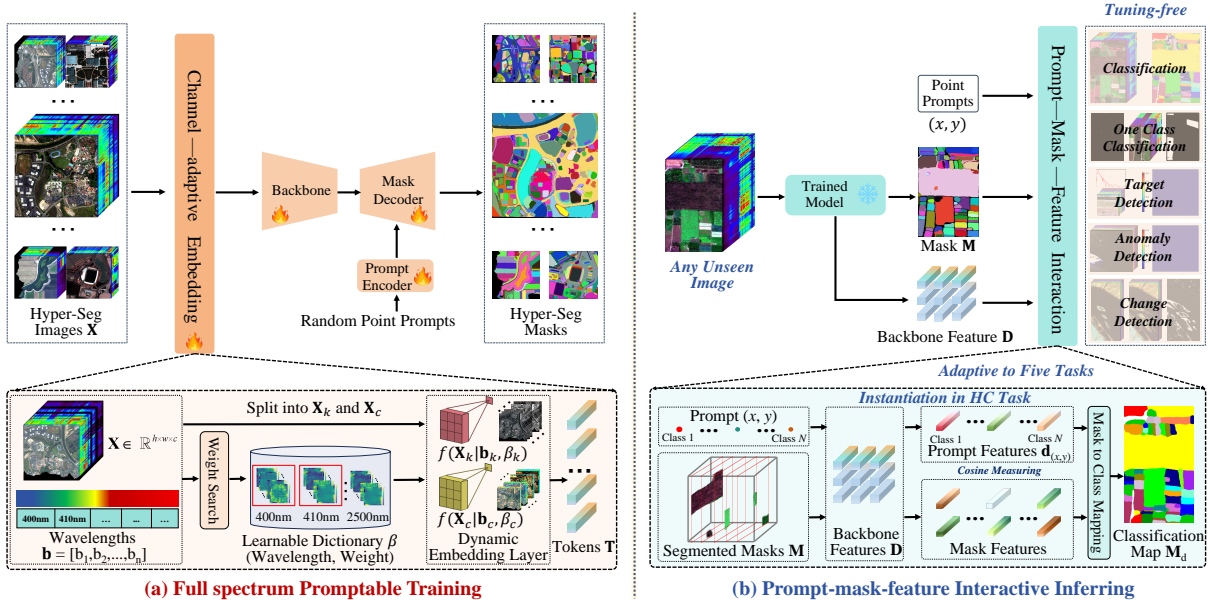 Hyper-Seg
Images X
Channel—adaptive Embedding
Backbone
Mask
Decoder
Prompt
Encoder
Random Point Prompts
Hyper-Seg
Masks
X ∈ ℝ^{h×w×c}
Split into X_k and X_c
Weight Search
400nm
410nm
...
...
...
Wavelengths
b = [b_1,b_2,...,b_n]
400nm
410nm
2500nm
Learnable Dictionary β
(Wavelength, Weight)
f(X_k|b_k, β_k)
f(X_c|b_c, β_c)
Dynamic
Embedding Layer
Tokens T
(a) Full spectrum Promptable Training
Any Unseen
Image
Trained
Model
Point
Prompts
(x, y)
Mask M
Backbone Feature D
Prompt—Mask—Feature Interaction
Tuning-free
Classification
One Class
Classification
Target
Detection
Anomaly
Detection
Change
Detection
Adaptive to Five Tasks
Instantiation in HC Task
Prompt (x, y)
Class 1
Class N
Segmented Masks M
Backbone
Features D
Class 1
Class N
Prompt Features d_(x,y)
Cosine Measuring
Mask Features
Mask to Class Mapping
Classification
Map M_d
(b) Prompt-mask-feature Interactive Inferring